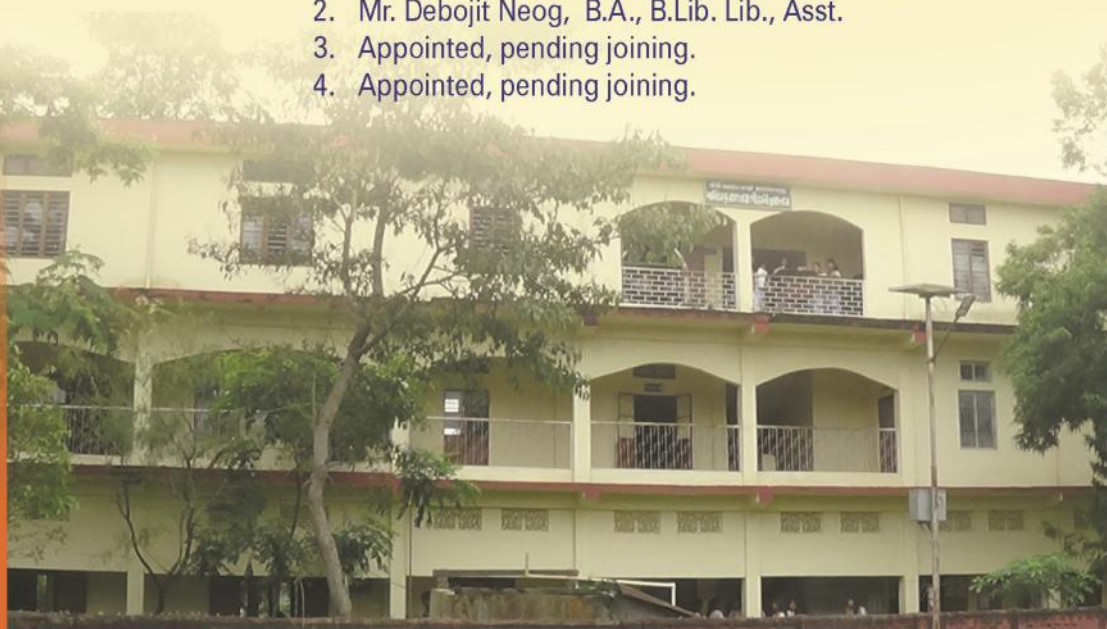 2. Mr. Debojit Neog, B.A., B.Lib. Lib., Asst.
3. Appointed, pending joining.
4. Appointed, pending joining.